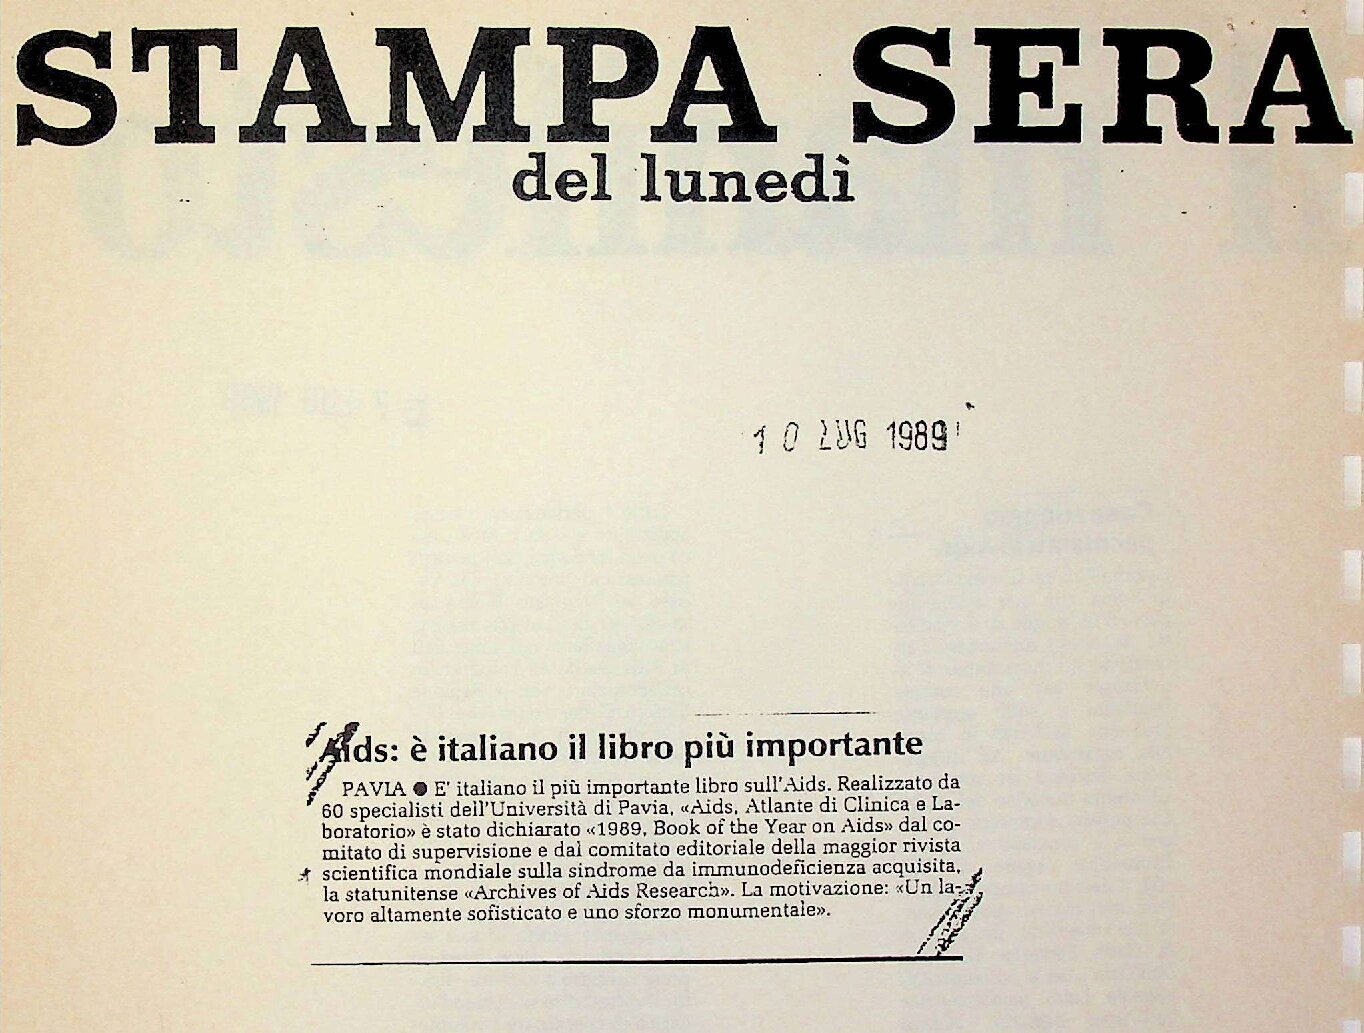 STAMPA SERA
del lunedì
10 LUG 1989
Aids: è italiano il libro più importante
PAVIA ● E' italiano il più importante libro sull'Aids. Realizzato da
60 specialisti dell'Università di Pavia, «Aids, Atlante di Clinica e La-
boratorio» è stato dichiarato «1989, Book of the Year on Aids» dal co-
mitato di supervisione e dal comitato editoriale della maggior rivista
scientifica mondiale sulla sindrome da immunodeficienza acquisita,
la statunitense «Archives of Aids Research». La motivazione: «Un la-
voro altamente sofisticato e uno sforzo monumentale».